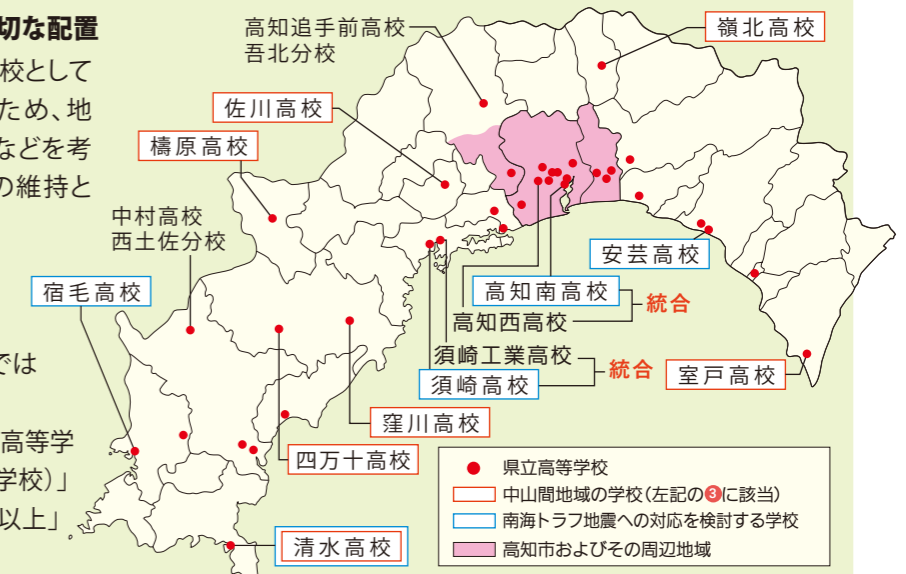 切な配置
校として
ため、地
などを考
の維持と
では
高等学
学校)」
以上」
高知追手前高校
吾北分校
嶺北高校
佐川高校
檮原高校
中村高校
西土佐分校
宿毛高校
安芸高校
高知南高校
高知西高校
統合
須崎工業高校
須崎高校
統合
室戸高校
窪川高校
四万十高校
清水高校
県立高等学校
中山間地域の学校(左記の❸に該当)
南海トラフ地震への対応を検討する学校
高知市およびその周辺地域